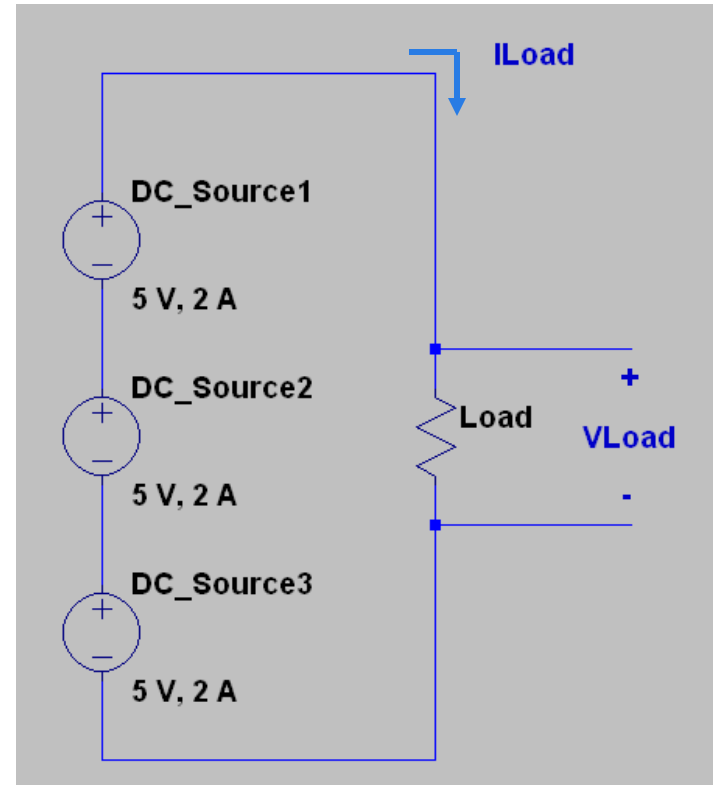 ILoad
DC_Source1
+
−
5 V, 2 A
DC_Source2
+
−
5 V, 2 A
Load
+
VLoad
-
DC_Source3
+
−
5 V, 2 A